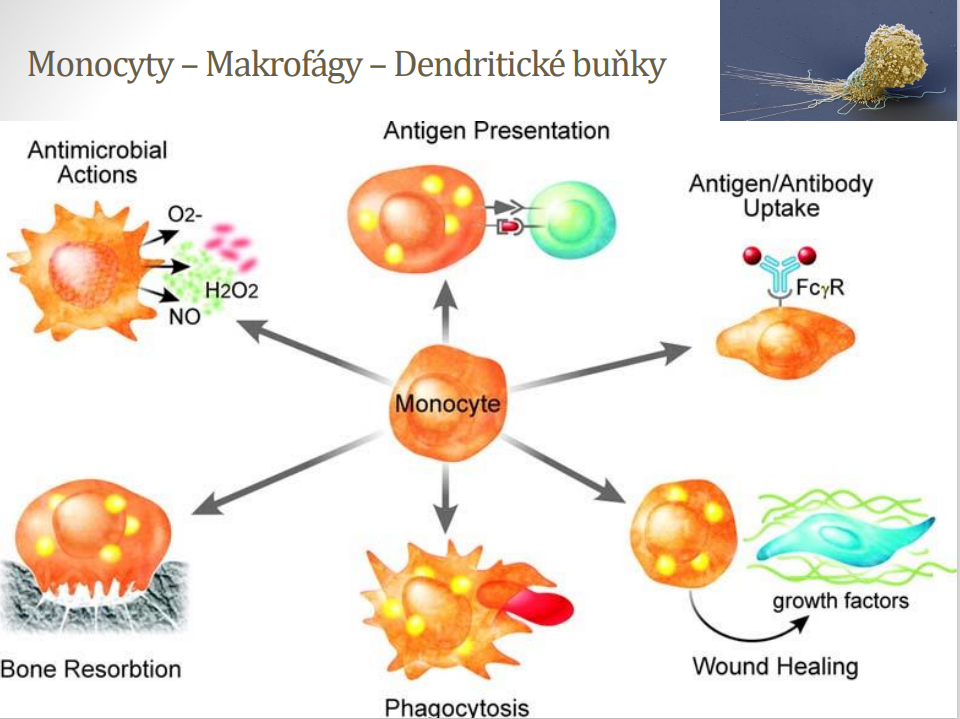 Monocyty – Makrofágy – Dendritické buňky
Antimicrobial
Actions
O2-
H2O2
NO
Antigen Presentation
Antigen/Antibody
Uptake
FcγR
Monocyte
Bone Resorbtion
Phagocytosis
growth factors
Wound Healing